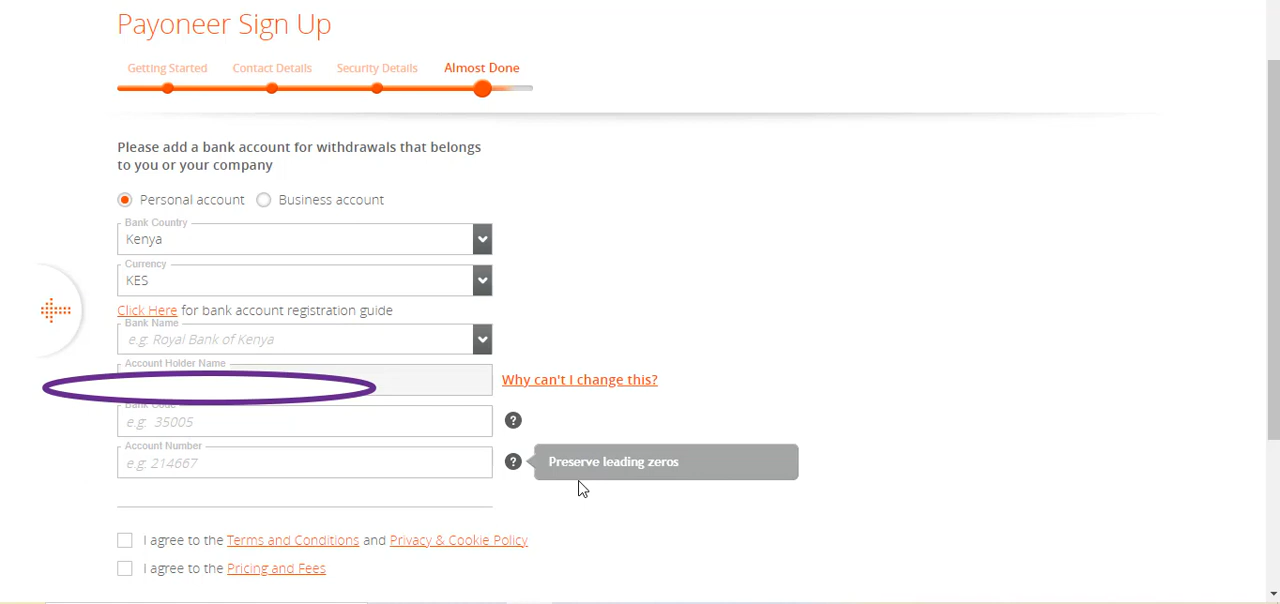 Payoneer Sign Up
Getting Started Contact Details Security Details Almost Done
Please add a bank account for withdrawals that belongs
to you or your company
Personal account Business account
Bank Country
Kenya
Currency
KES
Click Here for bank account registration guide
Bank Name
e.g: Royal Bank of Kenya
Account Holder Name
Why can't I change this?
Bank Code
e.g: 35005
?
Account Number
e.g: 214667
? Preserve leading zeros
I agree to the Terms and Conditions and Privacy & Cookie Policy
I agree to the Pricing and Fees